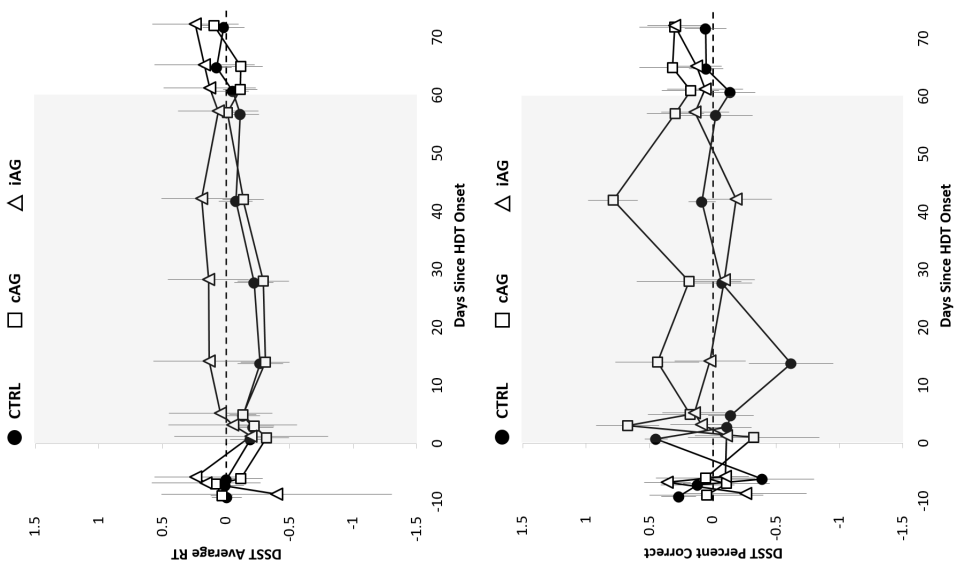 CTRL cAG iAG
1.5
1
0.5
0
-0.5
-1
-1.5
DSST Average RT
-10 0 10 20 30 40 50 60 70
Days Since HDT Onset
CTRL cAG iAG
1.5
1
0.5
0
-0.5
-1
-1.5
DSST Percent Correct
-10 0 10 20 30 40 50 60 70
Days Since HDT Onset